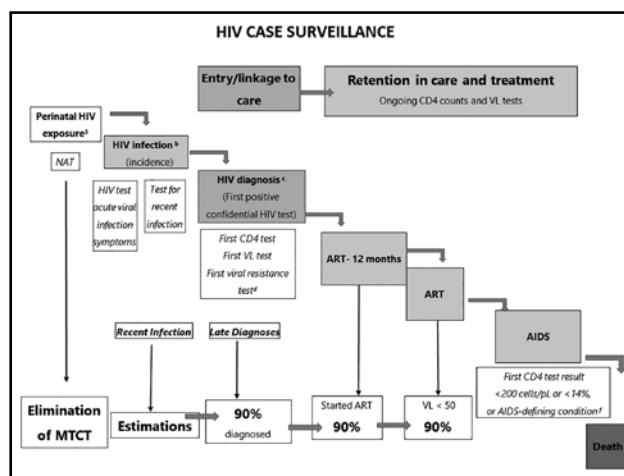 HIV CASE SURVEILLANCE
Entry/linkage to
care
Retention in care and treatment
Ongoing CD4 counts and VL tests
Perinatal HIV
exposure³
NAT
HIV infection ᵇ
(incidence)
HIV test
acute viral
infection
symptoms
Test for
recent
infection
HIV diagnosis ᶜ
(First positive
confidential HIV test)
First CD4 test
First VL test
First viral resistance
testᵈ
ART- 12 months
ART
AIDS
First CD4 test result
<200 cells/pL or <14%,
or AIDS-defining conditionᶠ
Death
Recent Infection
Late Diagnoses
Elimination
of MTCT
Estimations
90%
diagnosed
Started ART
90%
VL < 50
90%